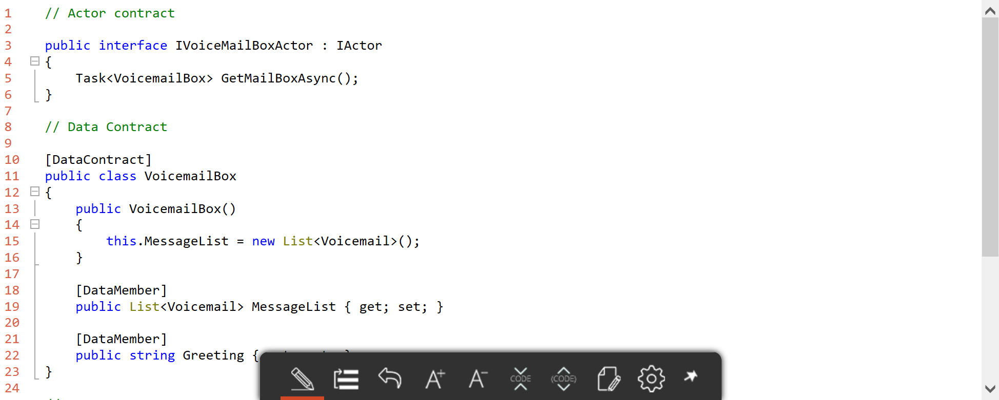 1 // Actor contract
2
3 public interface IVoiceMailBoxActor : IActor
4 {
5 Task<VoicemailBox> GetMailBoxAsync();
6 }
7
8 // Data Contract
9
10 [DataContract]
11 public class VoicemailBox
12 {
13 public VoicemailBox()
14 {
15 this.MessageList = new List<Voicemail>();
16 }
17
18 [DataMember]
19 public List<Voicemail> MessageList { get; set; }
20
21 [DataMember]
22 public string Greeting {
23 }
24
A+ A- CODE (CODE)